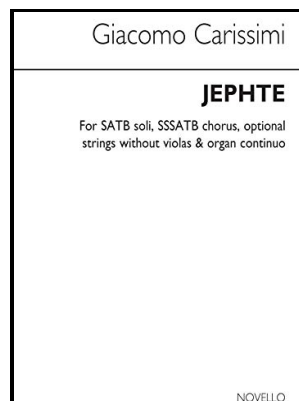 Giacomo Carissimi
JEPHTE
For SATB soli, SSSATB chorus, optional
strings without violas & organ continuo
NOVELLO